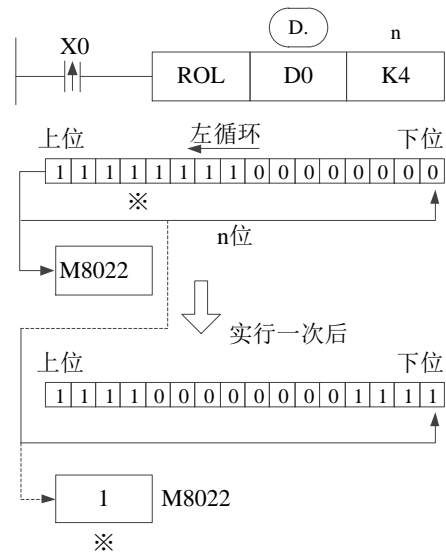 D.
n
X0
ROL D0 K4
左循环
上位 下位
1 1 1 1 1 1 1 1 0 0 0 0 0 0 0 0
※
n位
M8022
实行一次后
上位 下位
1 1 1 1 0 0 0 0 0 0 0 0 1 1 1 1
1 M8022
※